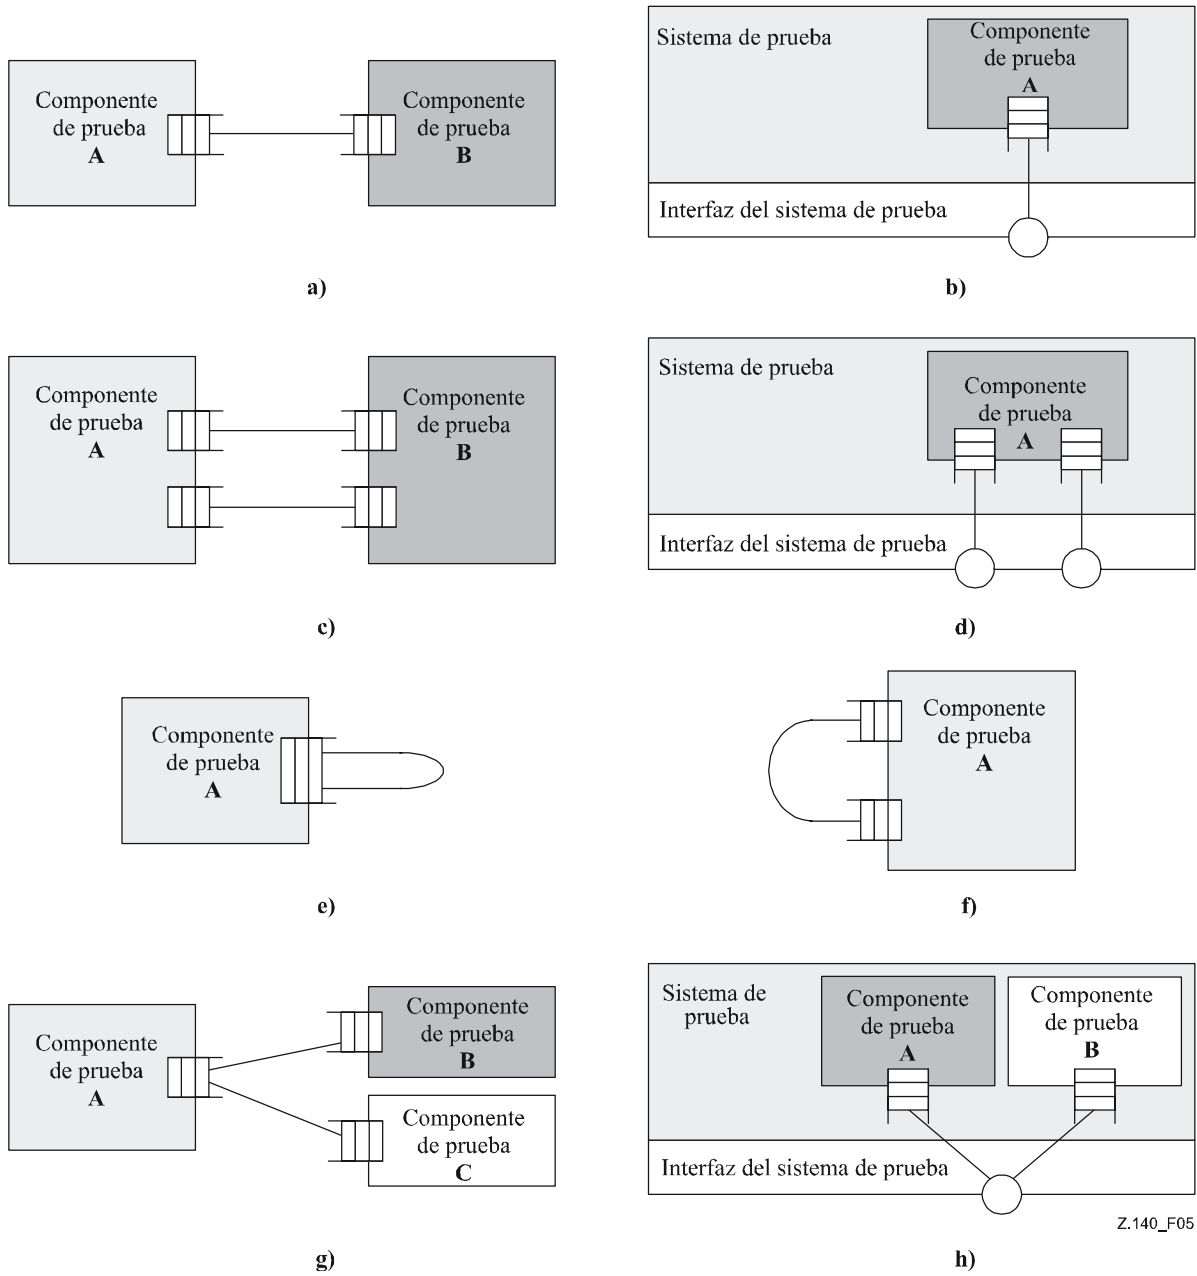 Componente
de prueba
A
Componente
de prueba
B
a)
Sistema de prueba
Componente
de prueba
A
Interfaz del sistema de prueba
b)
Componente
de prueba
A
Componente
de prueba
B
c)
Sistema de prueba
Componente
de prueba
A
Interfaz del sistema de prueba
d)
Componente
de prueba
A
e)
Componente
de prueba
A
f)
Componente
de prueba
A
Componente
de prueba
B
Componente
de prueba
C
g)
Sistema de
prueba
Componente
de prueba
A
Componente
de prueba
B
Interfaz del sistema de prueba
Z.140_F05
h)